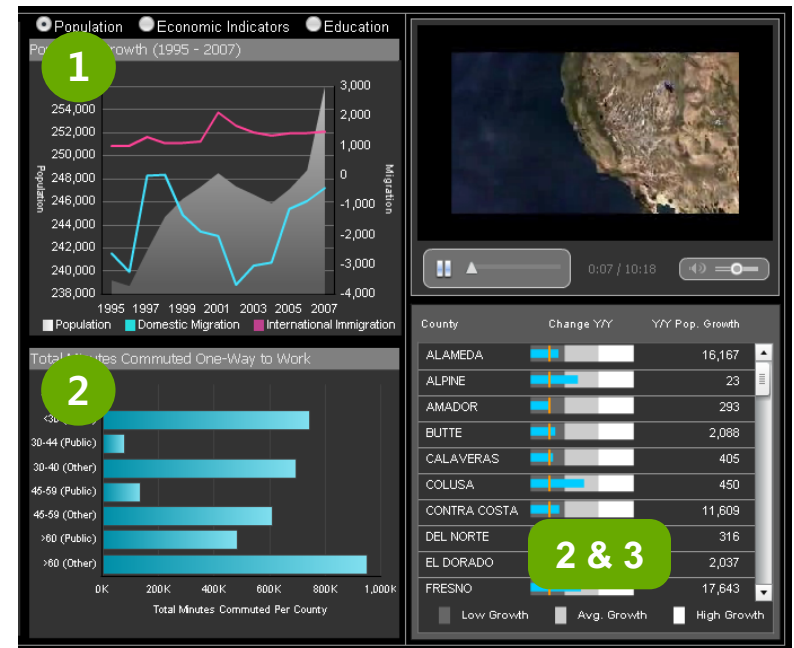 Population Economic Indicators Education
1
Growth (1995 - 2007)
3,000
254,000
2,000
252,000
1,000
250,000
0
248,000
Population
Migration
246,000
-1,000
244,000
-2,000
242,000
240,000
-3,000
238,000
-4,000
1995 1997 1999 2001 2003 2005 2007
Population Domestic Migration International Immigration
Total Minutes Commuted One-Way to Work
2
30-44 (Public)
30-40 (Other)
45-59 (Public)
45-59 (Other)
>60 (Public)
>60 (Other)
0K 200K 400K 600K 800K 1,000K
Total Minutes Commuted Per County
0:07 / 10:18
County Change Y/Y Y/Y Pop. Growth
ALAMEDA 16,167
ALPINE 23
AMADOR 293
BUTTE 2,088
CALAVERAS 405
COLUSA 450
CONTRA COSTA 11,609
DEL NORTE 316
2 & 3
EL DORADO 2,037
FRESNO 17,643
Low Growth Avg. Growth High Growth